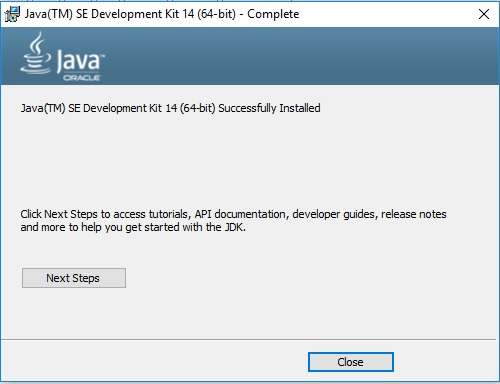 Java(TM) SE Development Kit 14 (64-bit) - Complete
Java™
ORACLE
Java(TM) SE Development Kit 14 (64-bit) Successfully Installed
Click Next Steps to access tutorials, API documentation, developer guides, release notes
and more to help you get started with the JDK.
Next Steps
Close